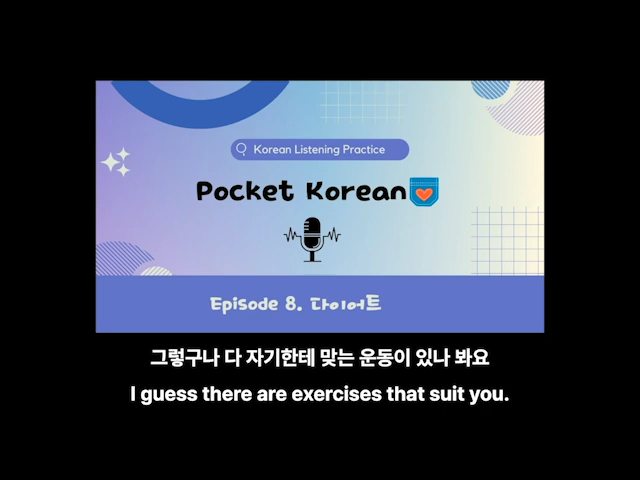 Korean Listening Practice
Pocket Korean
Episode 8. 다이어트
그렇구나 다 자기한테 맞는 운동이 있나 봐요
I guess there are exercises that suit you.